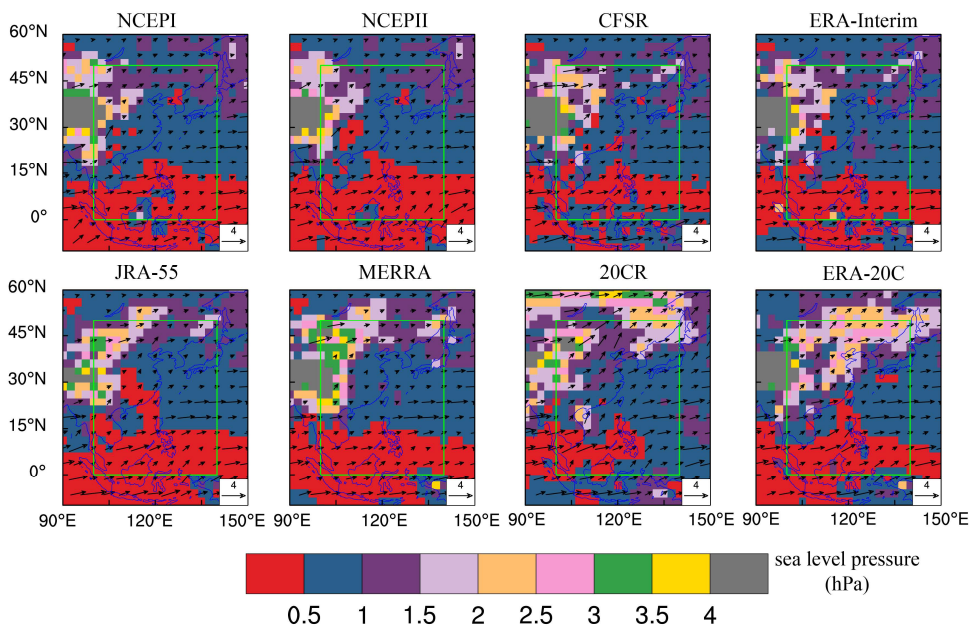 NCEPI NCEPII CFSR ERA-Interim
60°N
45°N
30°N
15°N
0°
4 4 4 4
JRA-55 MERRA 20CR ERA-20C
60°N
45°N
30°N
15°N
0°
4 4 4 4
90°E 120°E 150°E 90°E 120°E 150°E 90°E 120°E 150°E 90°E 120°E 150°E
sea level pressure
(hPa)
0.5 1 1.5 2 2.5 3 3.5 4